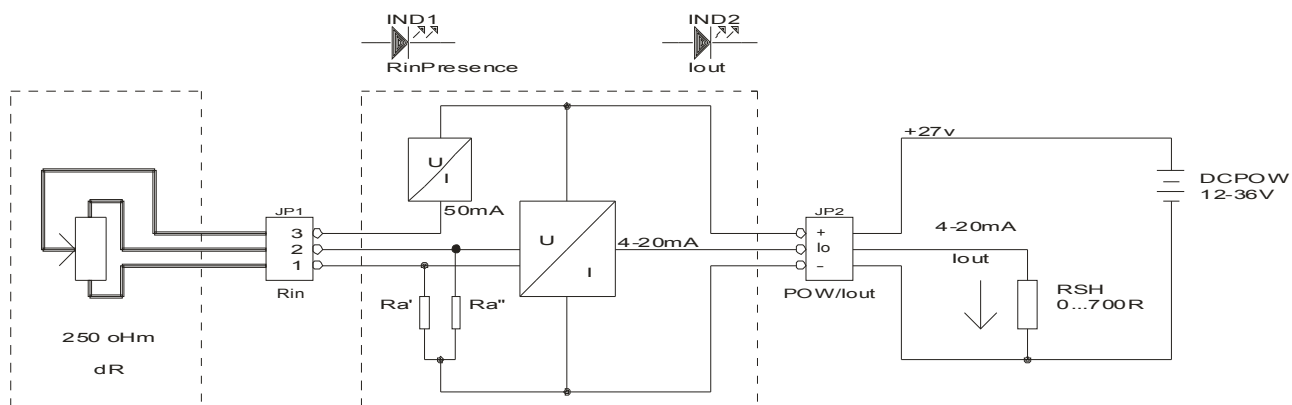 IND1
RinPresence
IND2
Iout
250 oHm
dR
JP1
3
2
1
Rin
U
I
50mA
U
I
4-20mA
Ra'
Ra"
JP2
+
Io
-
POW/Iout
+27v
DCPOW
12-36V
4-20mA
Iout
RSH
0...700R